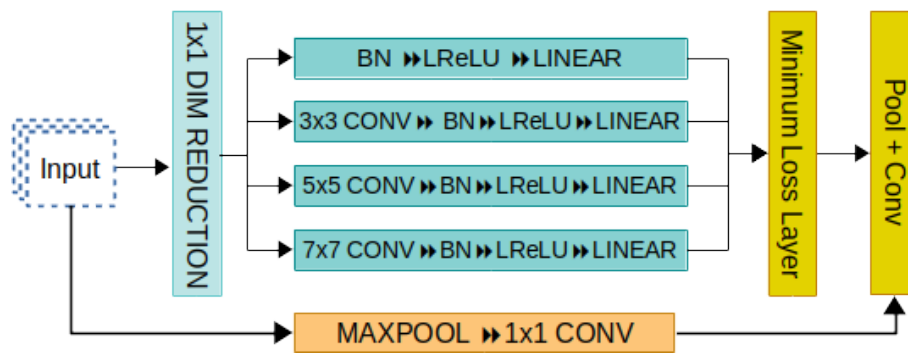 Input
1x1 DIM REDUCTION
BN ↠LReLU ↠LINEAR
3x3 CONV↠ BN↠LReLU↠LINEAR
5x5 CONV↠BN↠LReLU↠LINEAR
7x7 CONV↠BN↠LReLU↠LINEAR
Minimum Loss Layer
Pool + Conv
MAXPOOL ↠1x1 CONV